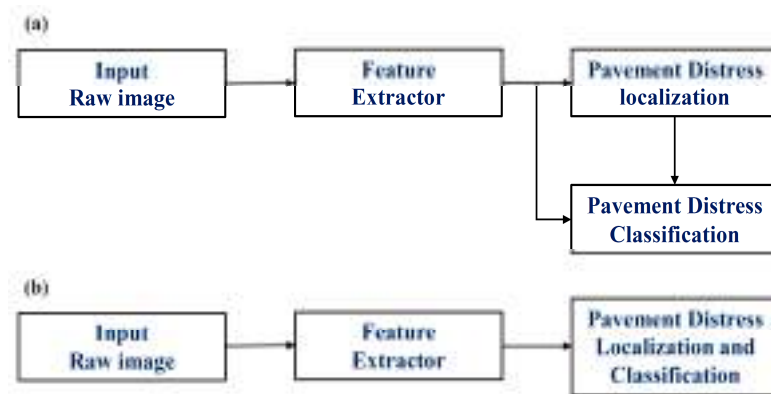 (a)
Input
Raw image
Feature
Extractor
Pavement Distress
localization
Pavement Distress
Classification
(b)
Input
Raw image
Feature
Extractor
Pavement Distress
Localization and
Classification